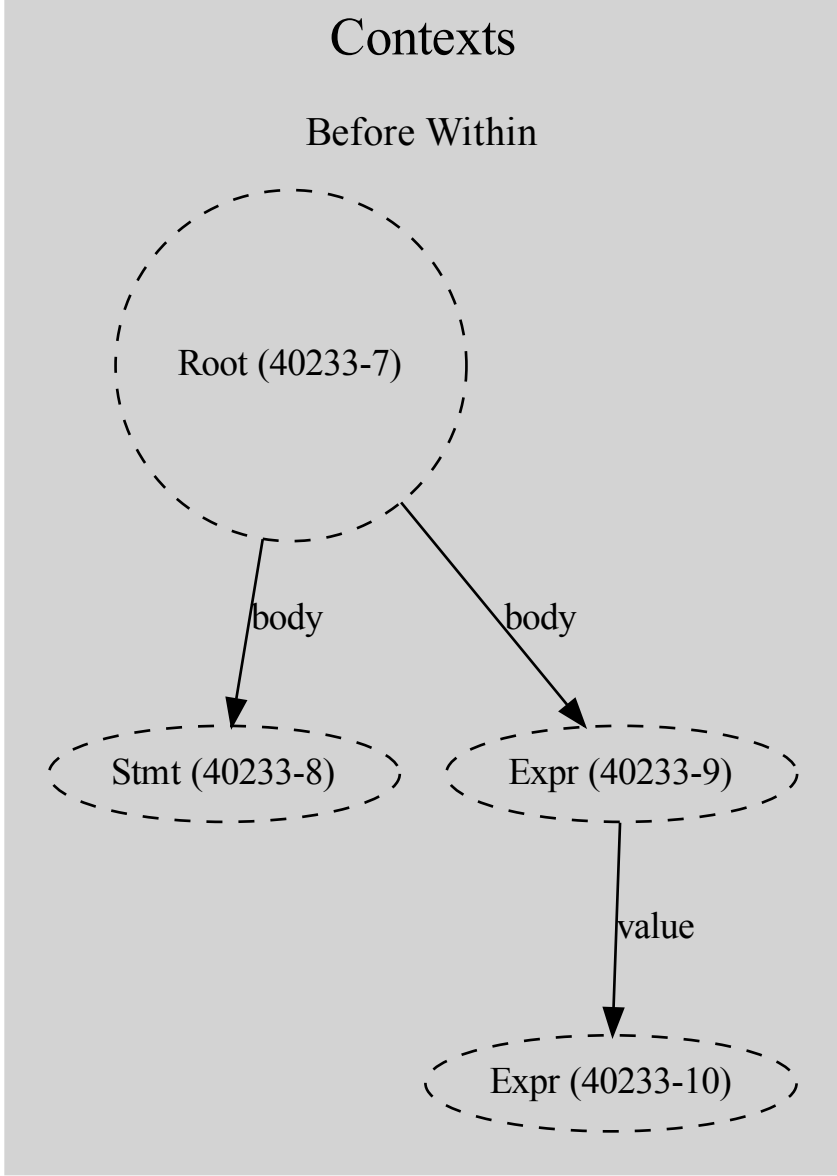 Contexts
Before Within
Root (40233-7)
body
body
Stmt (40233-8)
Expr (40233-9)
value
Expr (40233-10)